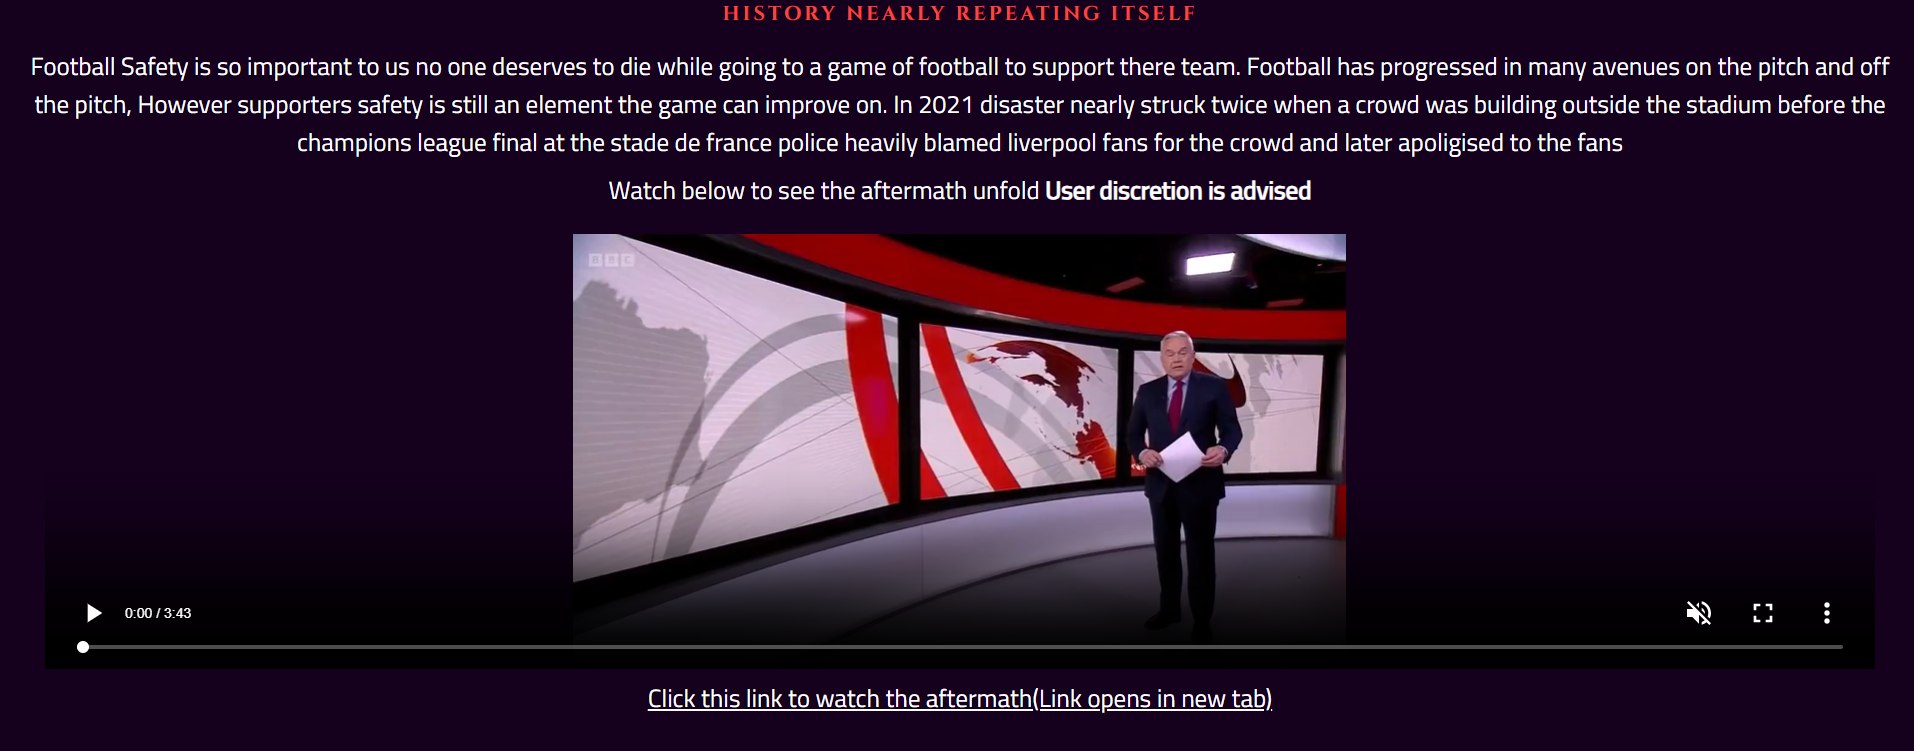 HISTORY NEARLY REPEATING ITSELF
Football Safety is so important to us no one deserves to die while going to a game of football to support there team. Football has progressed in many avenues on the pitch and off
the pitch, However supporters safety is still an element the game can improve on. In 2021 disaster nearly struck twice when a crowd was building outside the stadium before the
champions league final at the stade de france police heavily blamed liverpool fans for the crowd and later apoligised to the fans
Watch below to see the aftermath unfold User discretion is advised
BBC
0:00 / 3:43
Click this link to watch the aftermath(Link opens in new tab)